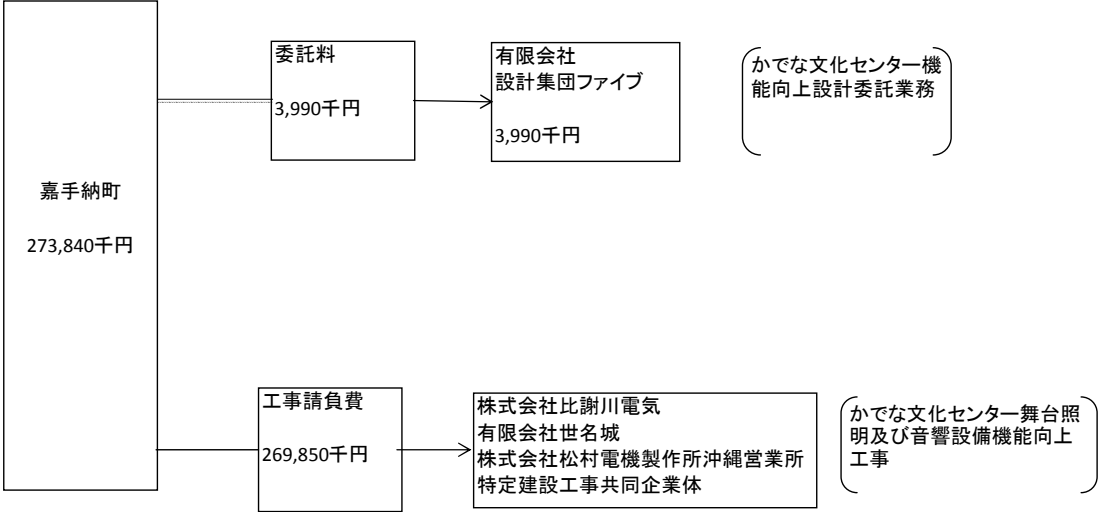 嘉手納町
273,840千円
委託料
3,990千円
有限会社
設計集団ファイブ
3,990千円
かでな文化センター機
能向上設計委託業務
工事請負費
269,850千円
株式会社比謝川電気
有限会社世名城
株式会社松村電機製作所沖縄営業所
特定建設工事共同企業体
かでな文化センター舞台照
明及び音響設備機能向上
工事